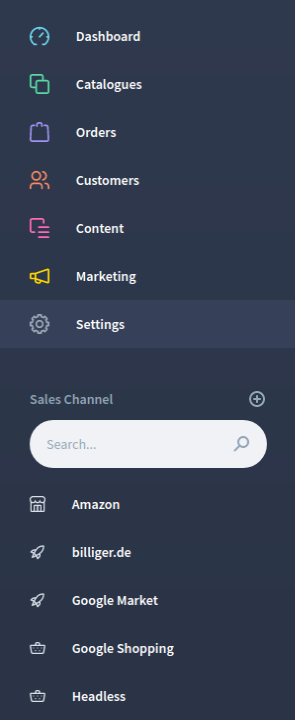 Dashboard
Catalogues
Orders
Customers
Content
Marketing
Settings
Sales Channel
Search...
Amazon
billiger.de
Google Market
Google Shopping
Headless